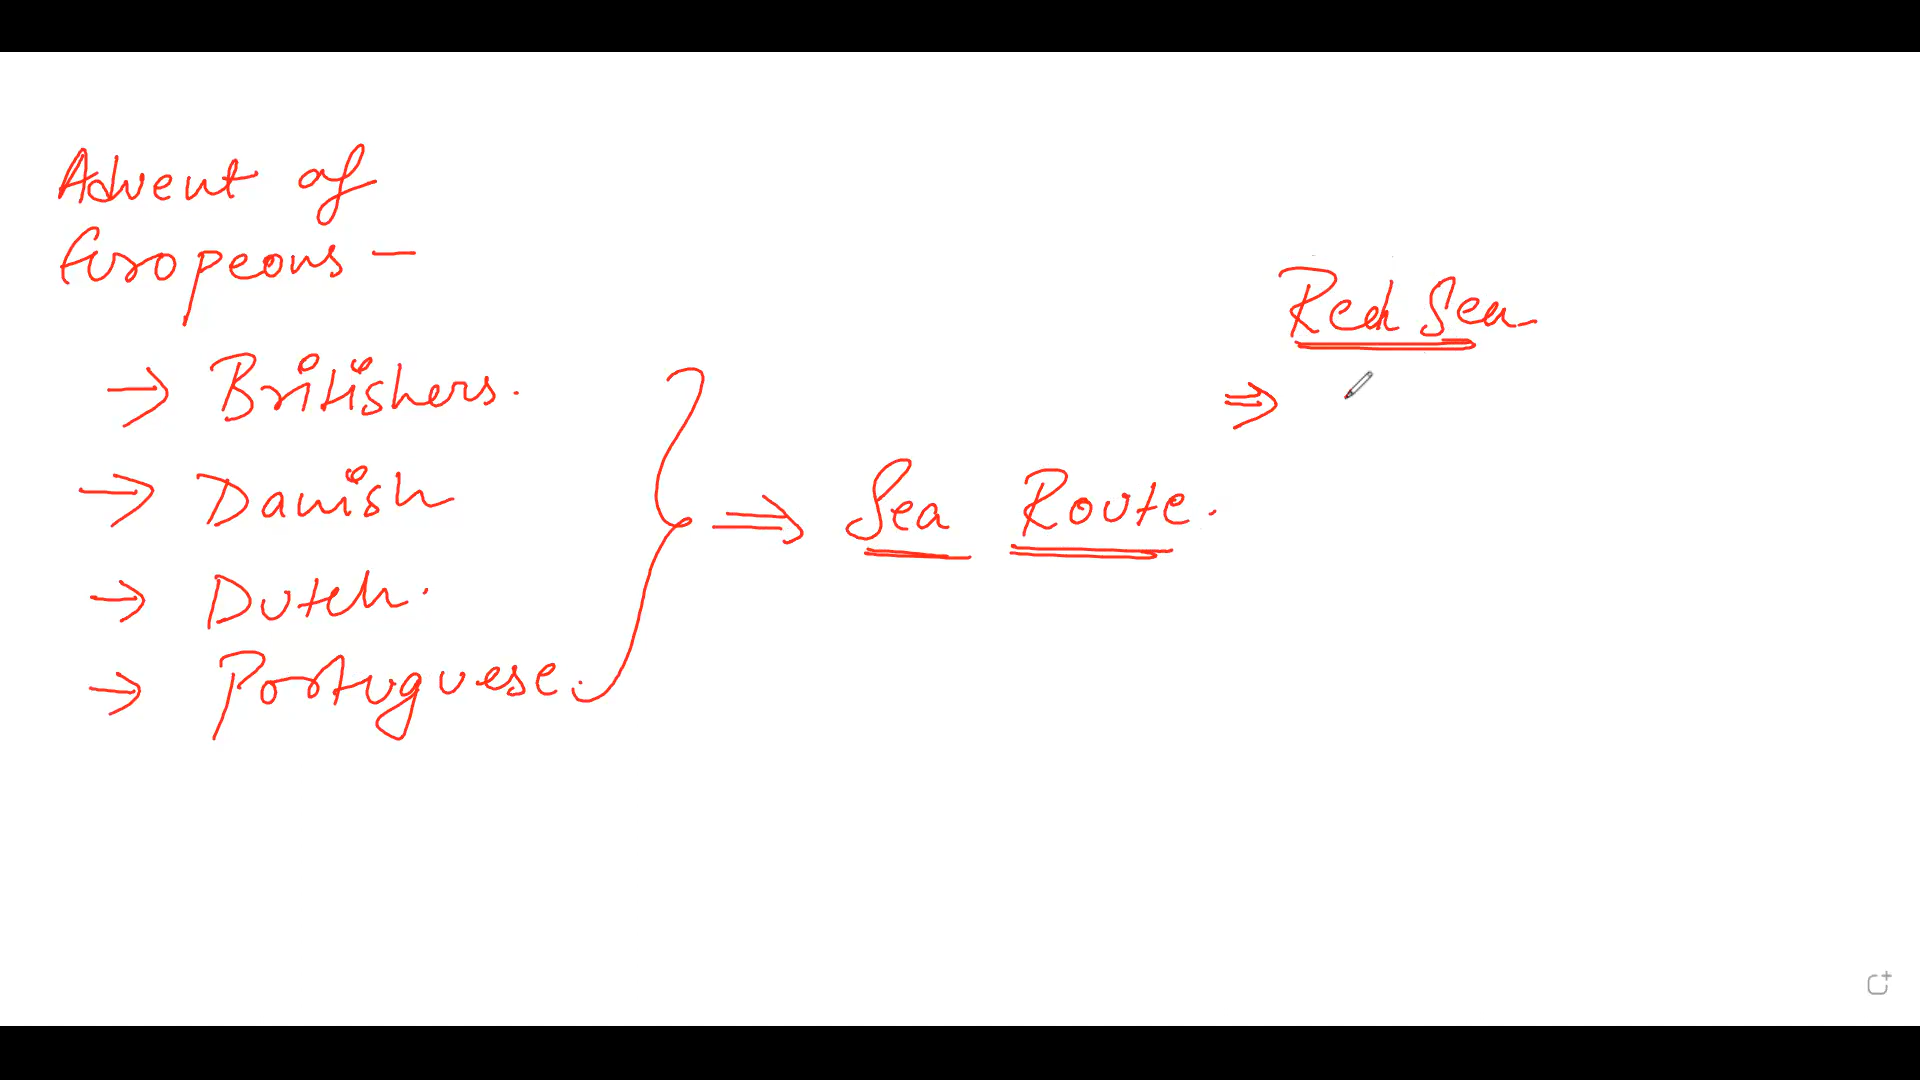 Advent of
Europeans -
→ Britishers.
→ Danish
→ Dutch.
→ Portuguese.
⇒ Sea Route.
Red Sea
⇒